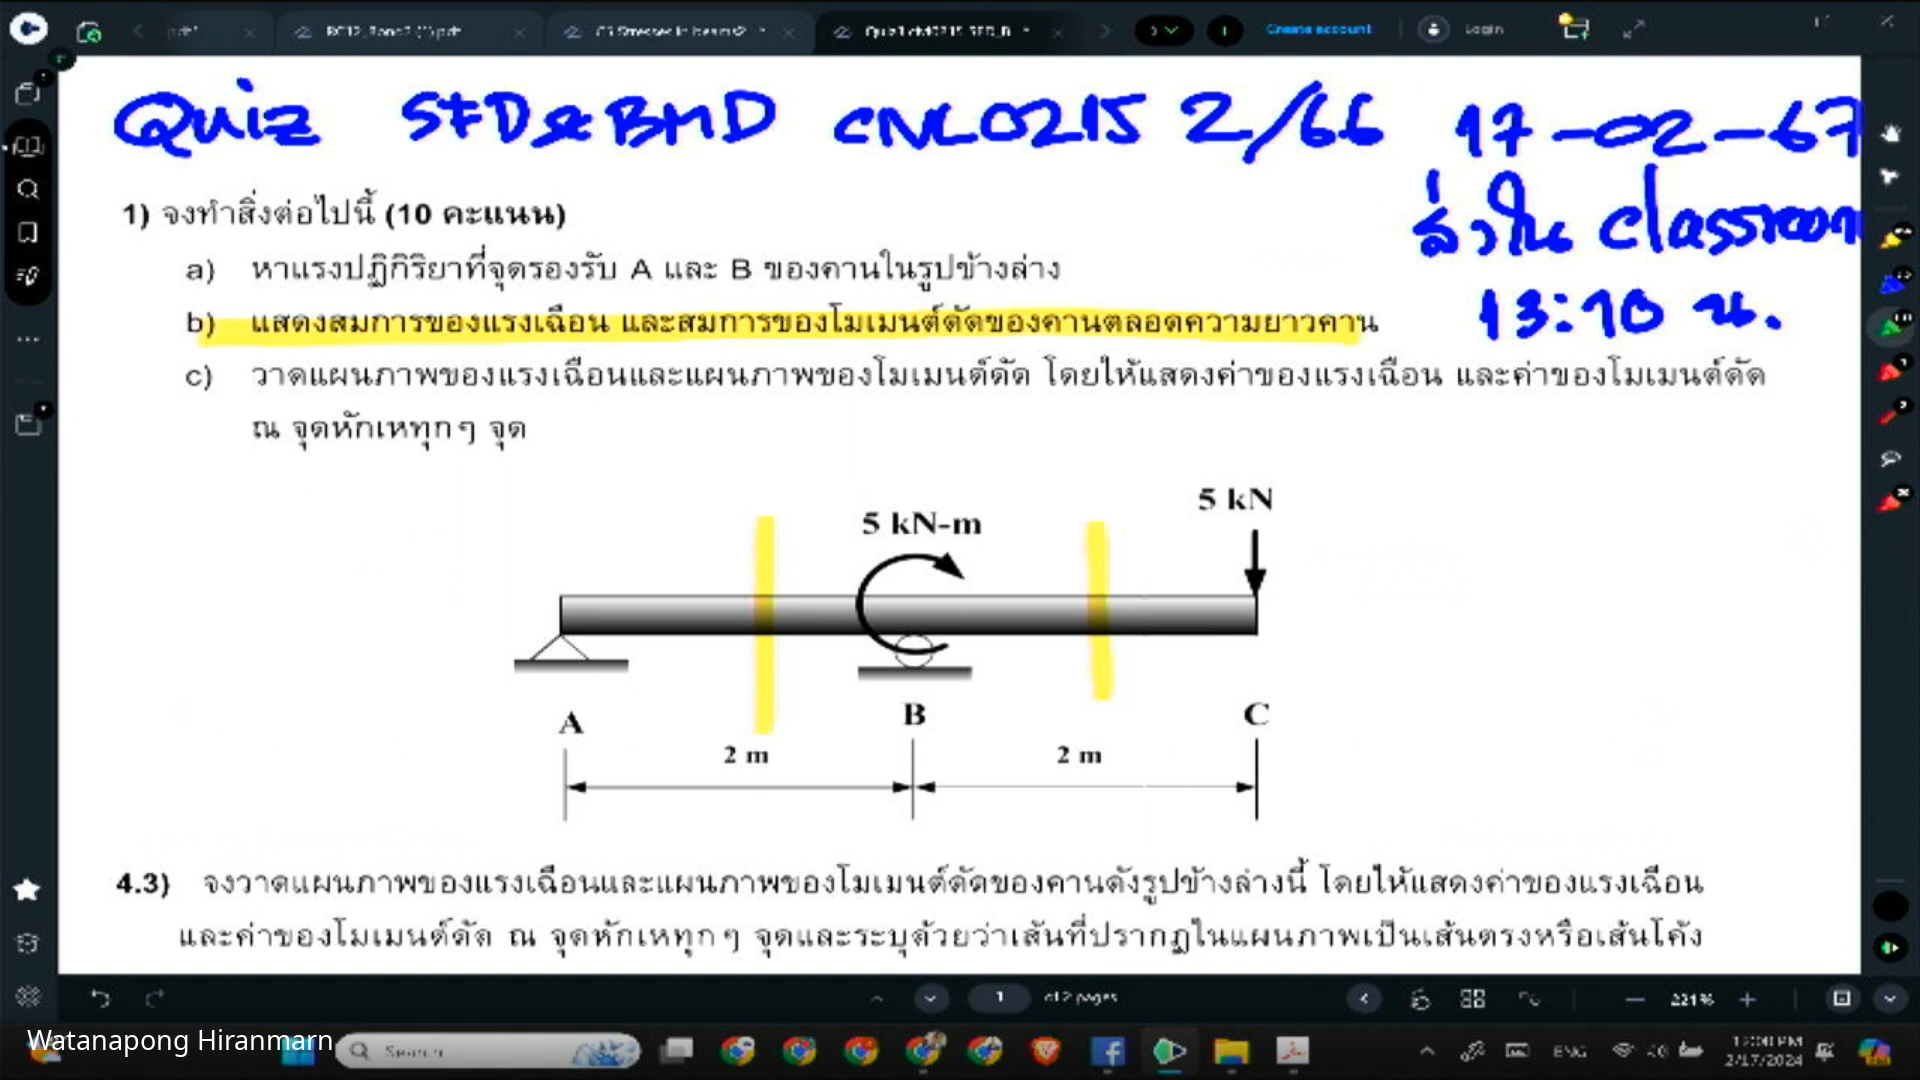 Create account
Login
Quiz SFD & BMD CNC0215 2/66 17-02-67
ส่งใน classroom
13:10 น.
1) จงทำสิ่งต่อไปนี้ (10 คะแนน)
a) หาแรงปฏิกิริยาที่จุดรองรับ A และ B ของคานในรูปข้างล่าง
b) แสดงสมการของแรงเฉือน และสมการของโมเมนต์ดัดของคานตลอดความยาวคาน
c) วาดแผนภาพของแรงเฉือนและแผนภาพของโมเมนต์ดัด โดยให้แสดงค่าของแรงเฉือน และค่าของโมเมนต์ดัด
ณ จุดหักเหทุกๆ จุด
5 kN
5 kN-m
A B C
2 m 2 m
4.3) จงวาดแผนภาพของแรงเฉือนและแผนภาพของโมเมนต์ดัดของคานดังรูปข้างล่างนี้ โดยให้แสดงค่าของแรงเฉือน
และค่าของโมเมนต์ดัด ณ จุดหักเหทุกๆ จุดและระบุด้วยว่าเส้นที่ปรากฏในแผนภาพเป็นเส้นตรงหรือเส้นโค้ง
1 of 2 pages
221%
Watanapong Hiranmarn
Search
ENG
2/17/2024